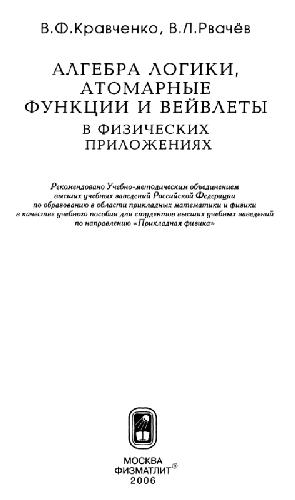 В.Ф.Кравченко, В.Л.Рвачёв
АЛГЕБРА ЛОГИКИ,
АТОМАРНЫЕ
ФУНКЦИИ И ВЕЙВЛЕТЫ
В ФИЗИЧЕСКИХ
ПРИЛОЖЕНИЯХ
Рекомендовано Учебно-методическим объединением
высших учебных заведений Российской Федерации
по образованию в области прикладных математики и физики
в качестве учебного пособия для студентов высших учебных заведений
по направлению «Прикладная физика»
МОСКВА
ФИЗМАТЛИТ®
2006